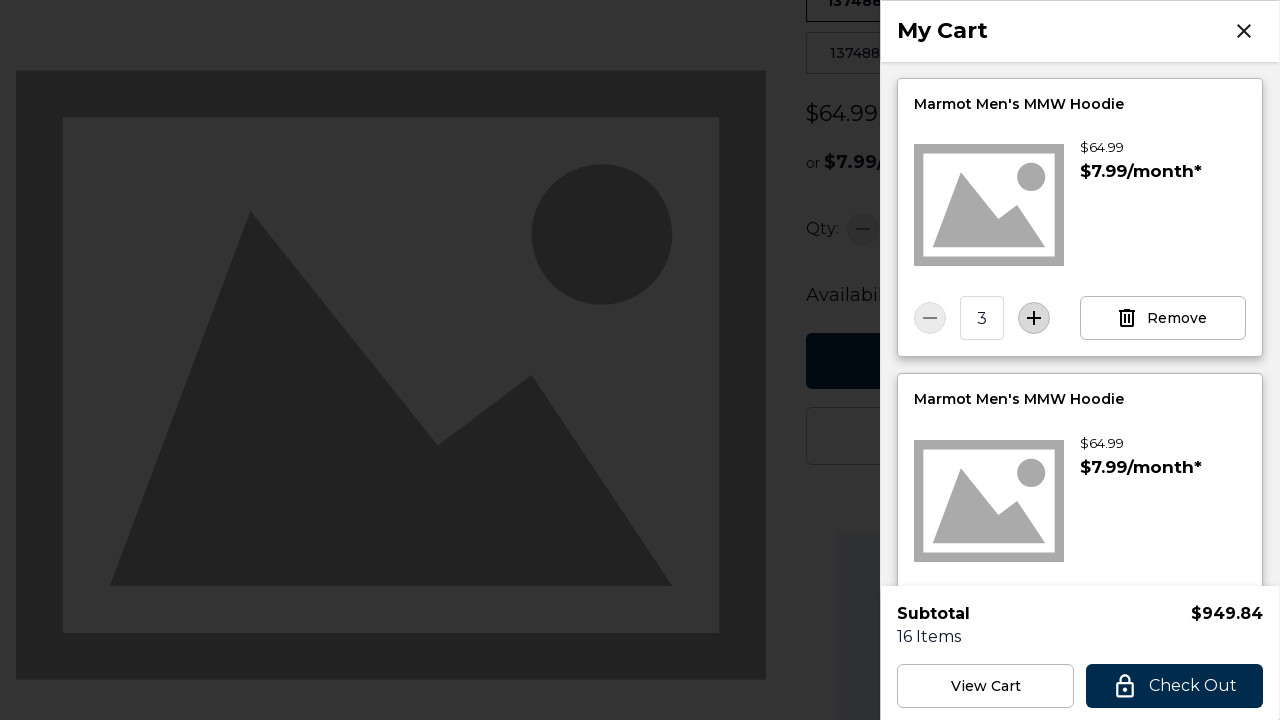 137488
137488
$64.99
or $7.99/
Qty:
Availabi
My Cart
Marmot Men's MMW Hoodie
$64.99
$7.99/month*
3
Remove
Marmot Men's MMW Hoodie
$64.99
$7.99/month*
Subtotal $949.84
16 Items
View Cart
Check Out